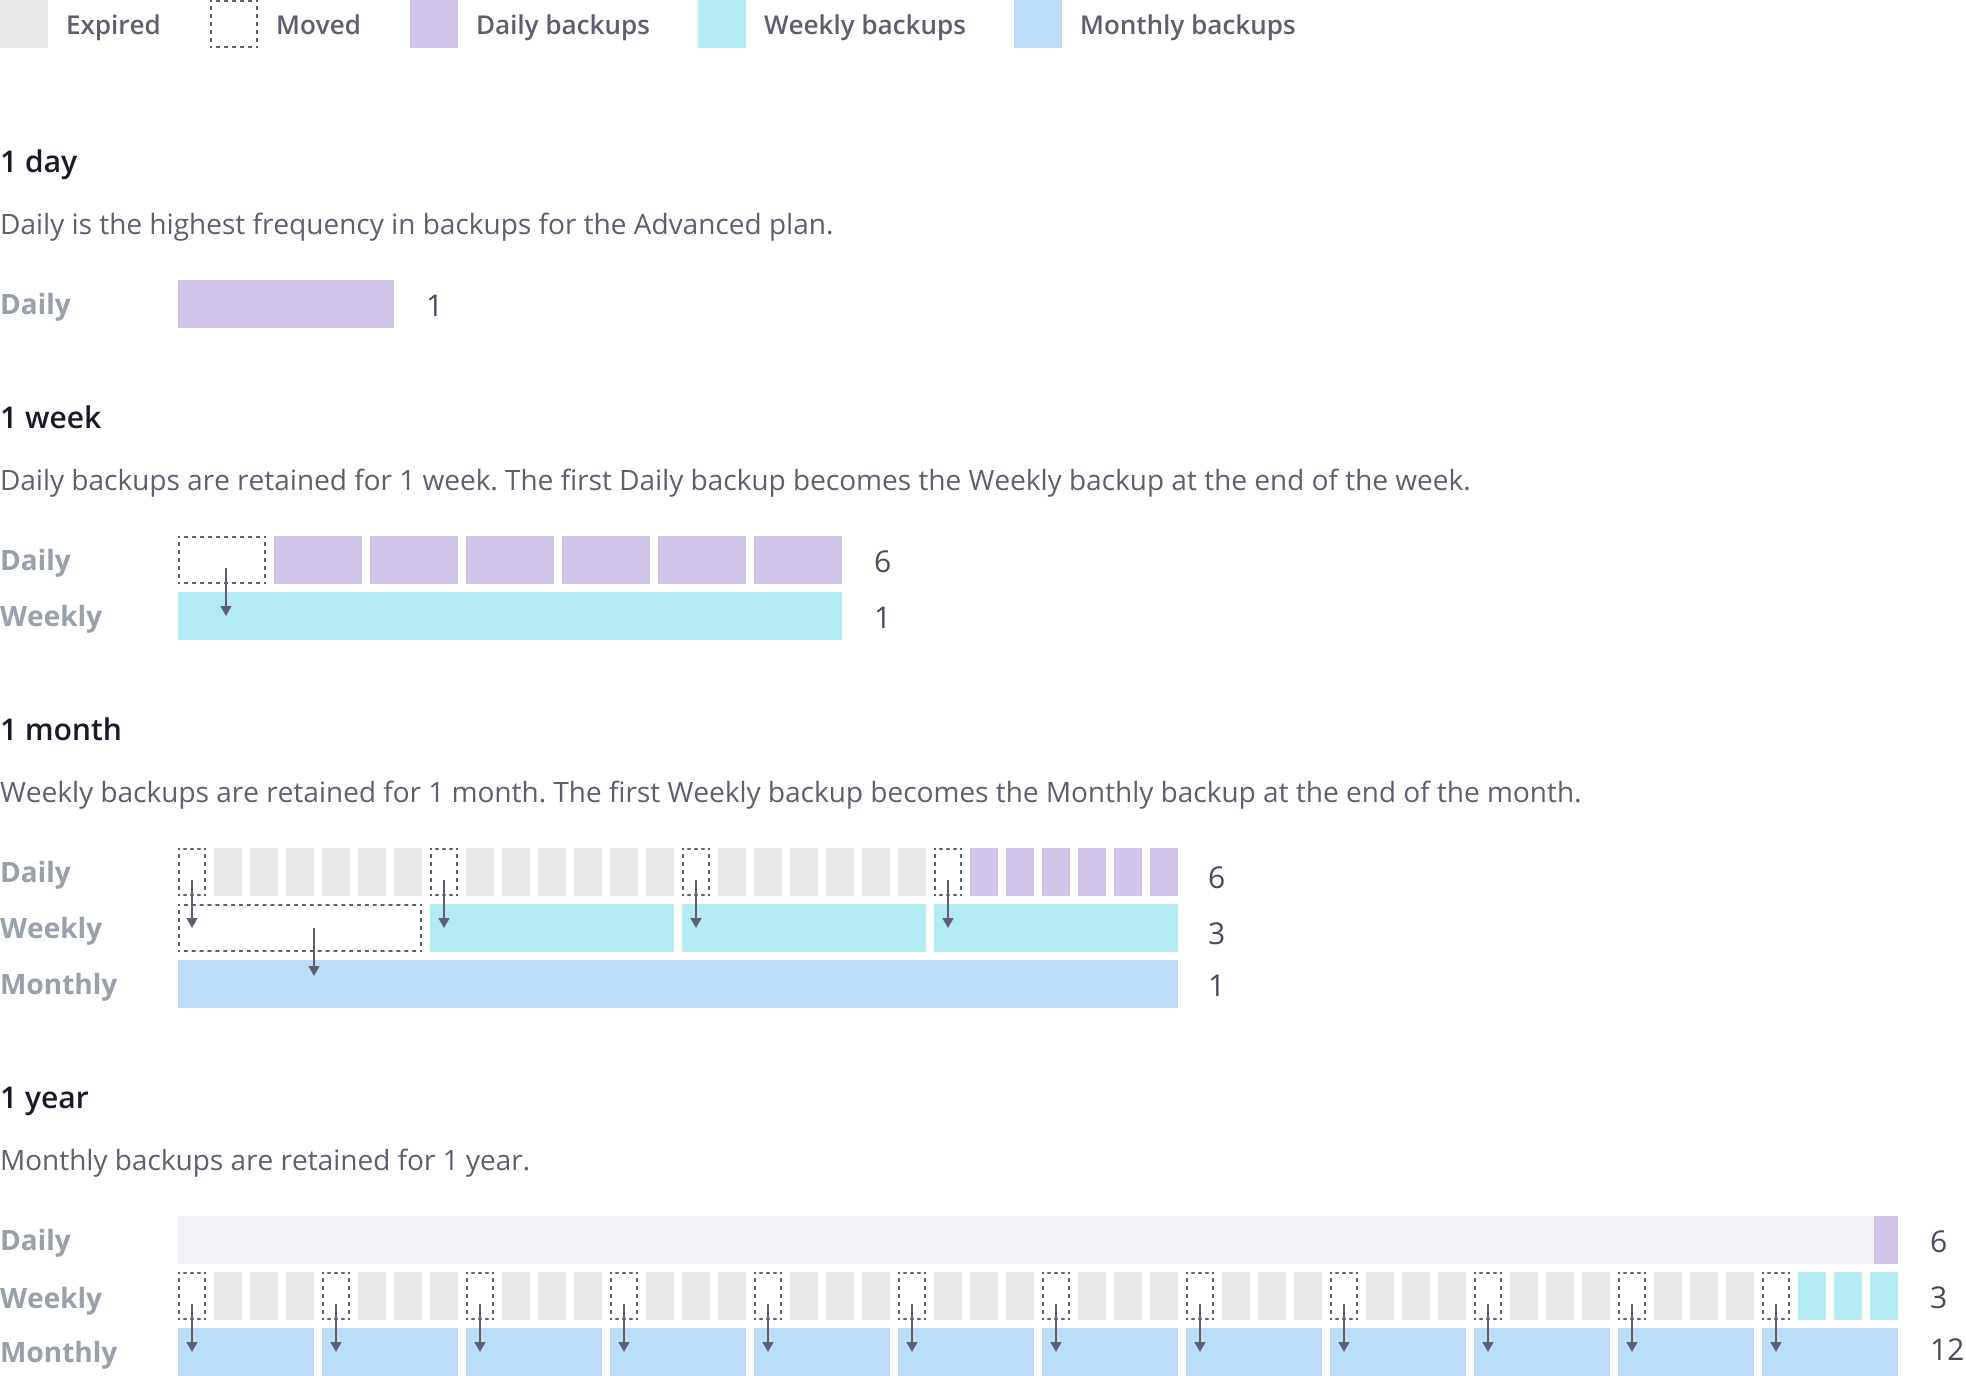 Expired Moved Daily backups Weekly backups Monthly backups
1 day
Daily is the highest frequency in backups for the Advanced plan.
Daily 1
1 week
Daily backups are retained for 1 week. The first Daily backup becomes the Weekly backup at the end of the week.
Daily 6
Weekly 1
1 month
Weekly backups are retained for 1 month. The first Weekly backup becomes the Monthly backup at the end of the month.
Daily 6
Weekly 3
Monthly 1
1 year
Monthly backups are retained for 1 year.
Daily 6
Weekly 3
Monthly 12